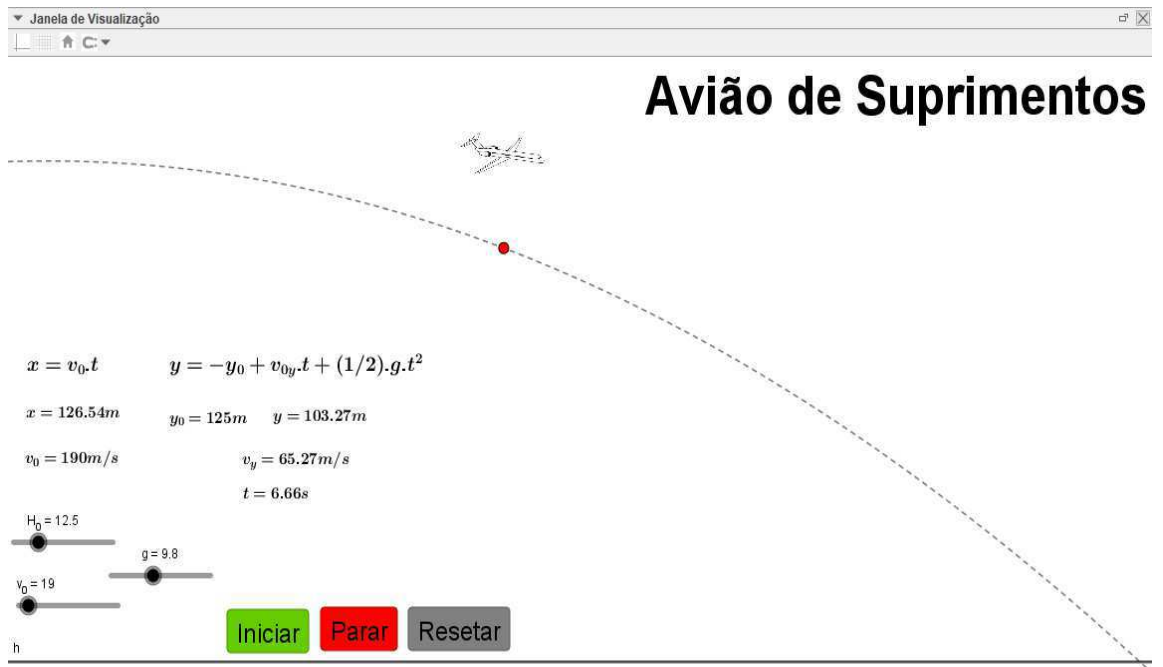 Janela de Visualização
Avião de Suprimentos
x = v₀.t
y = −y₀ + v₀ᵧ.t + (1/2).g.t²
x = 126.54m
y₀ = 125m
y = 103.27m
v₀ = 190m/s
vᵧ = 65.27m/s
t = 6.66s
H₀ = 12.5
g = 9.8
v₀ = 19
Iniciar
Parar
Resetar
h